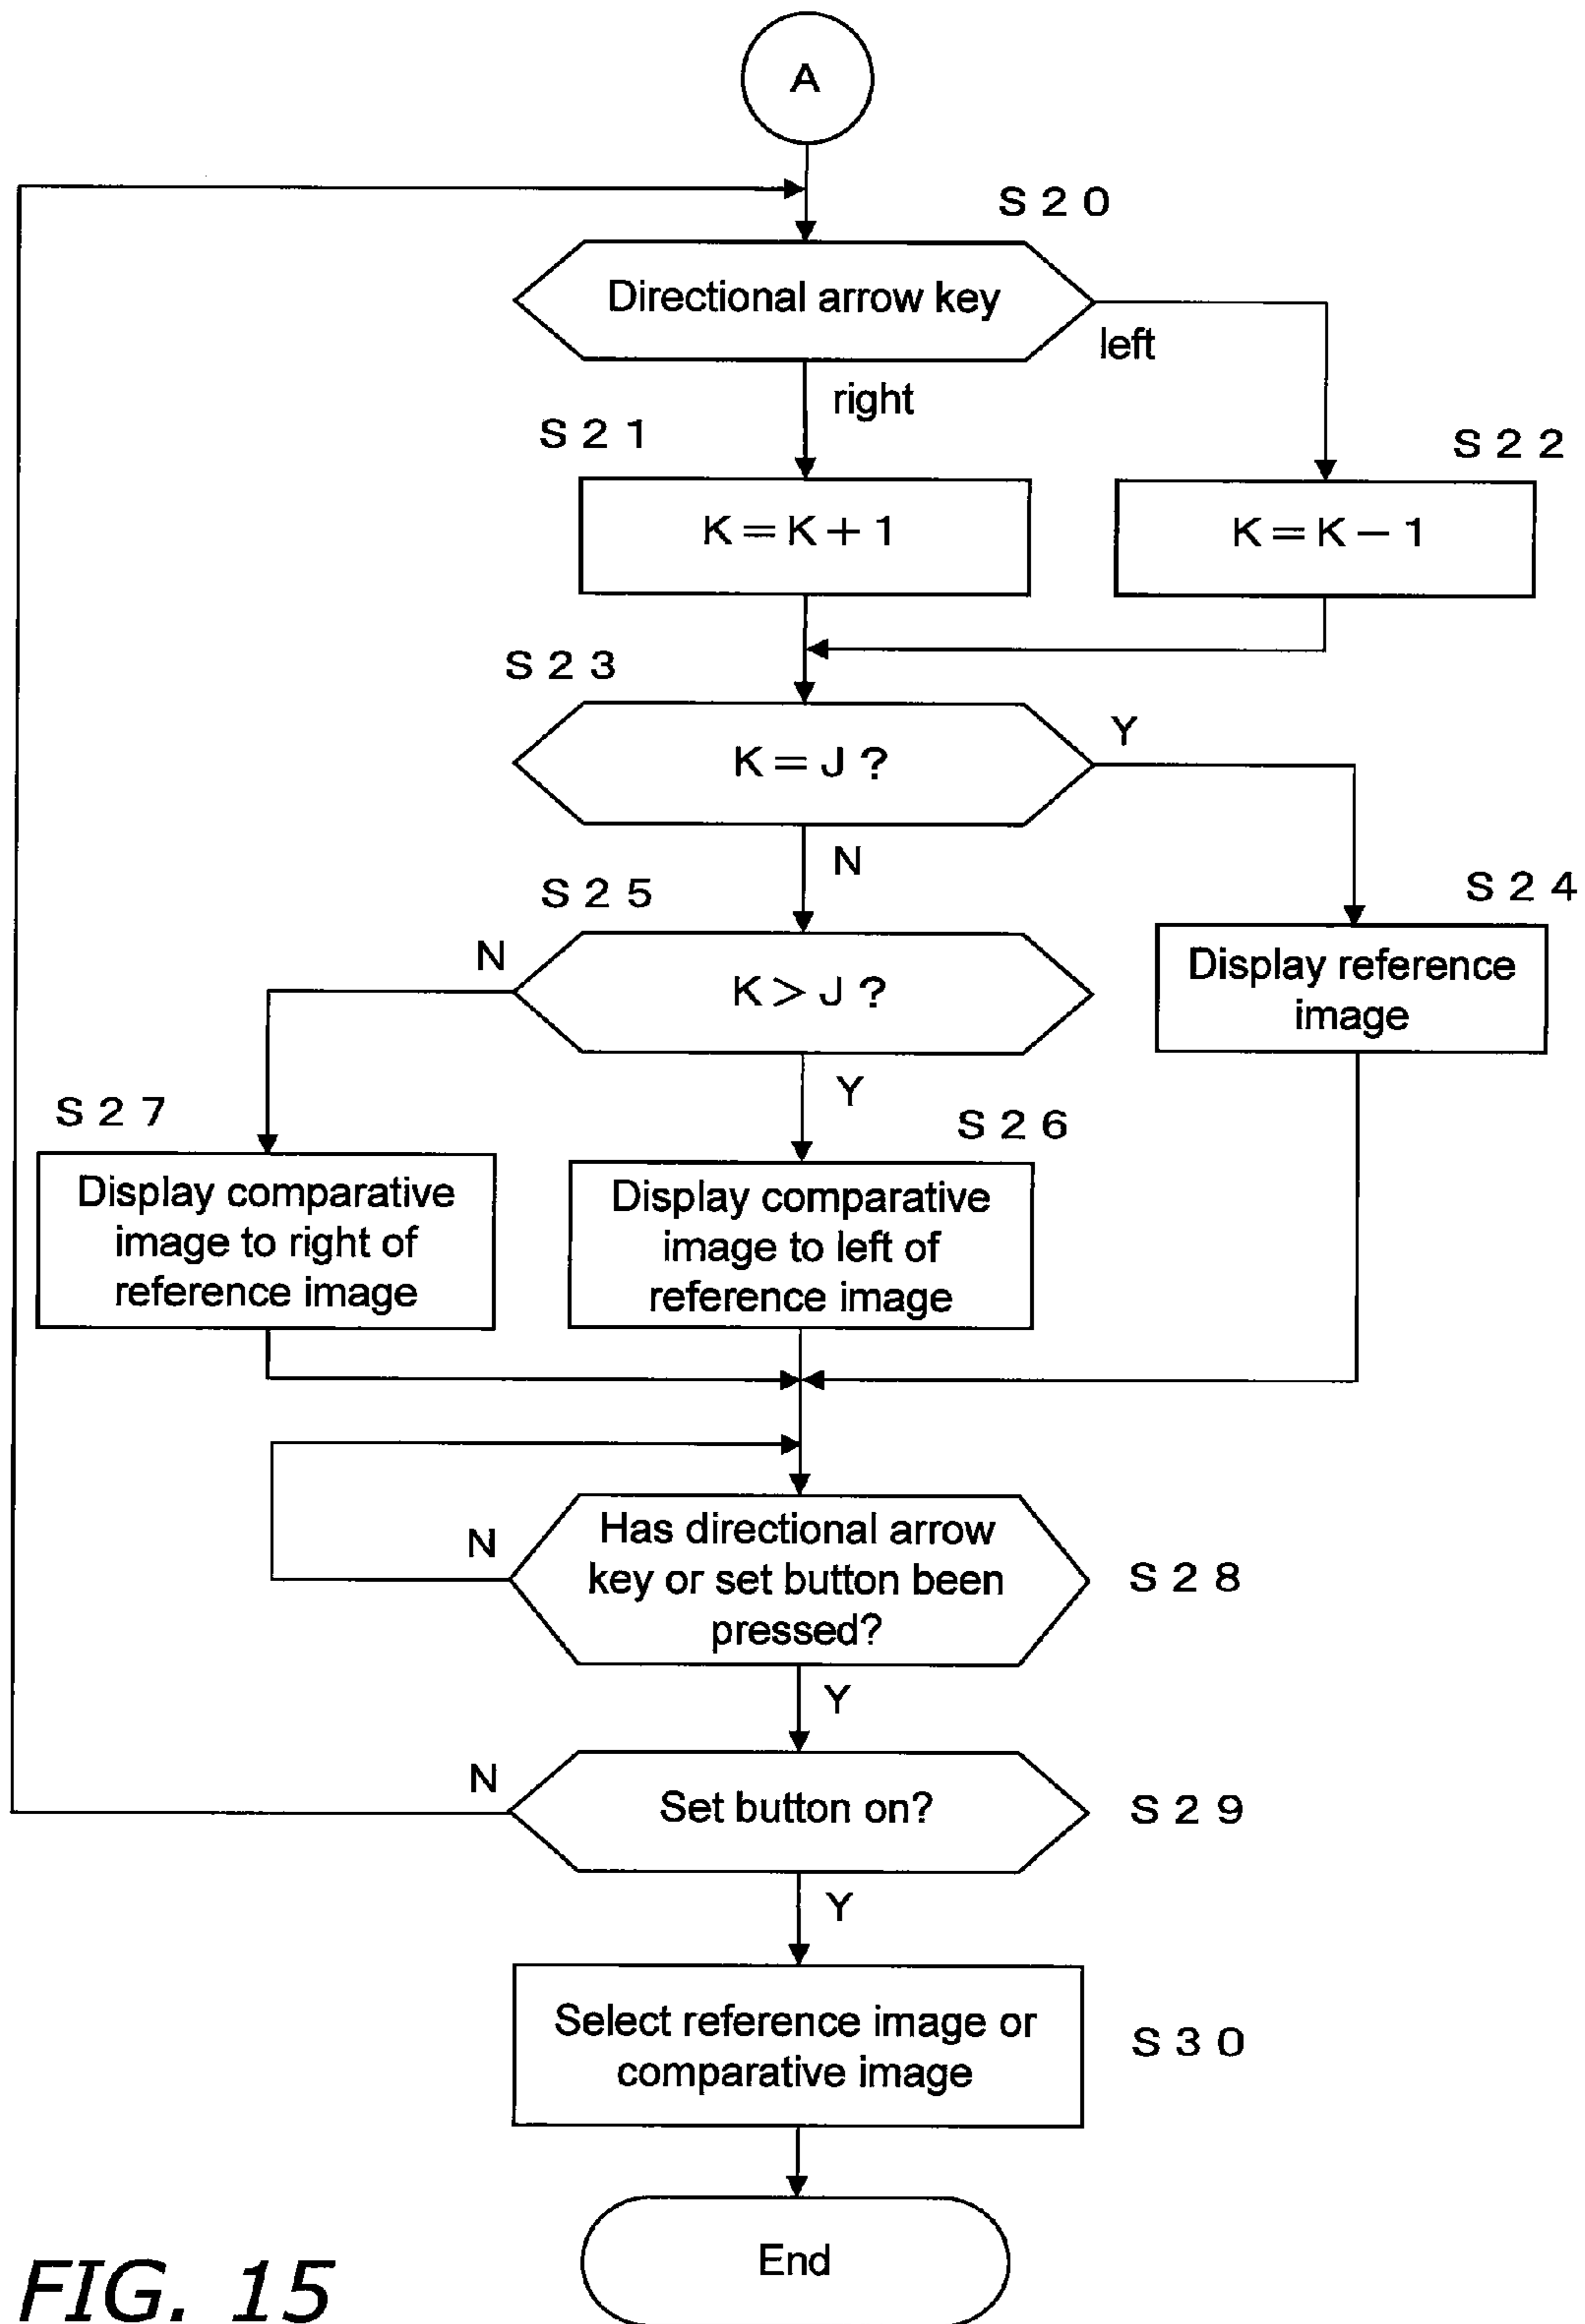 A
S20
Directional arrow key
left
right
S21
S22
K=K+1
K=K−1
S23
K=J?
Y
N
S25
S24
N
K>J?
Display reference
image
Y
S27
S26
Display comparative
image to right of
reference image
Display comparative
image to left of
reference image
N
Has directional arrow
key or set button been
pressed?
S28
Y
N
Set button on?
S29
Y
Select reference image or
comparative image
S30
End
FIG. 15